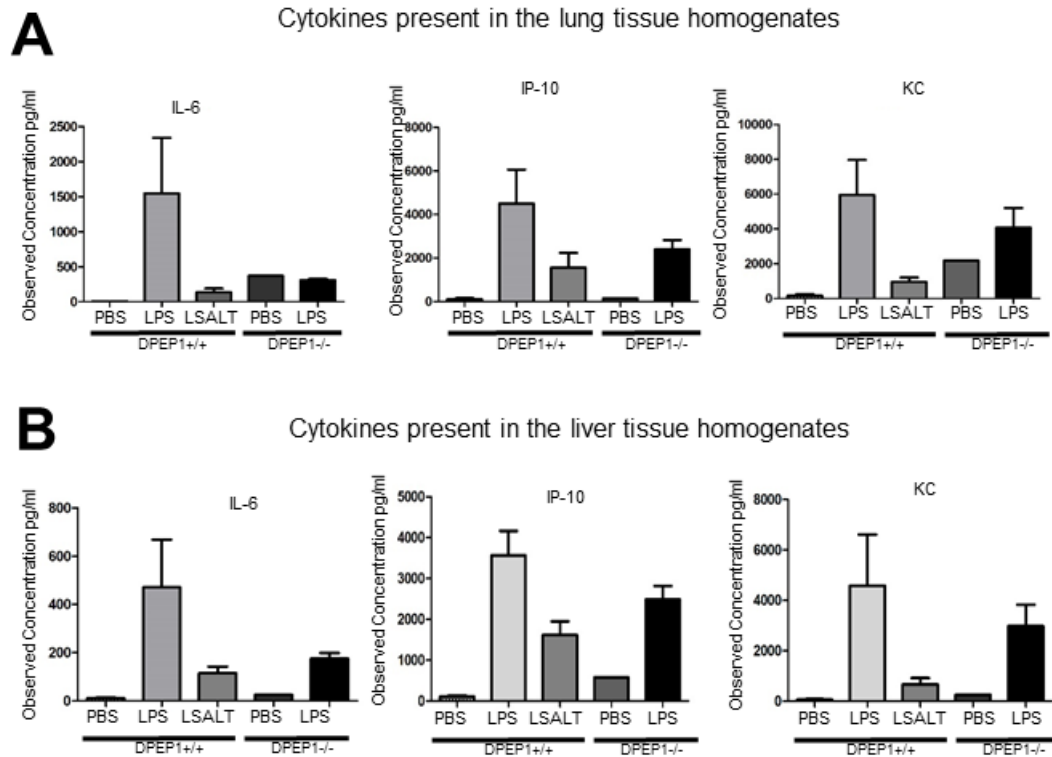 A
Cytokines present in the lung tissue homogenates
IL-6
Observed Concentration pg/ml
2500
2000
1500
1000
500
0
PBS LPS LSALT PBS LPS
DPEP1+/+ DPEP1-/-
IP-10
Observed Concentration pg/ml
8000
6000
4000
2000
0
PBS LPS LSALT PBS LPS
DPEP1+/+ DPEP1-/-
KC
Observed Concentration pg/ml
10000
8000
6000
4000
2000
0
PBS LPS LSALT PBS LPS
DPEP1+/+ DPEP1-/-
B
Cytokines present in the liver tissue homogenates
IL-6
Observed Concentration pg/ml
800
600
400
200
0
PBS LPS LSALT PBS LPS
DPEP1+/+ DPEP1-/-
IP-10
Observed Concentration pg/ml
5000
4000
3000
2000
1000
0
PBS LPS LSALT PBS LPS
DPEP1+/+ DPEP1-/-
KC
Observed Concentration pg/ml
8000
6000
4000
2000
0
PBS LPS LSALT PBS LPS
DPEP1+/+ DPEP1-/-